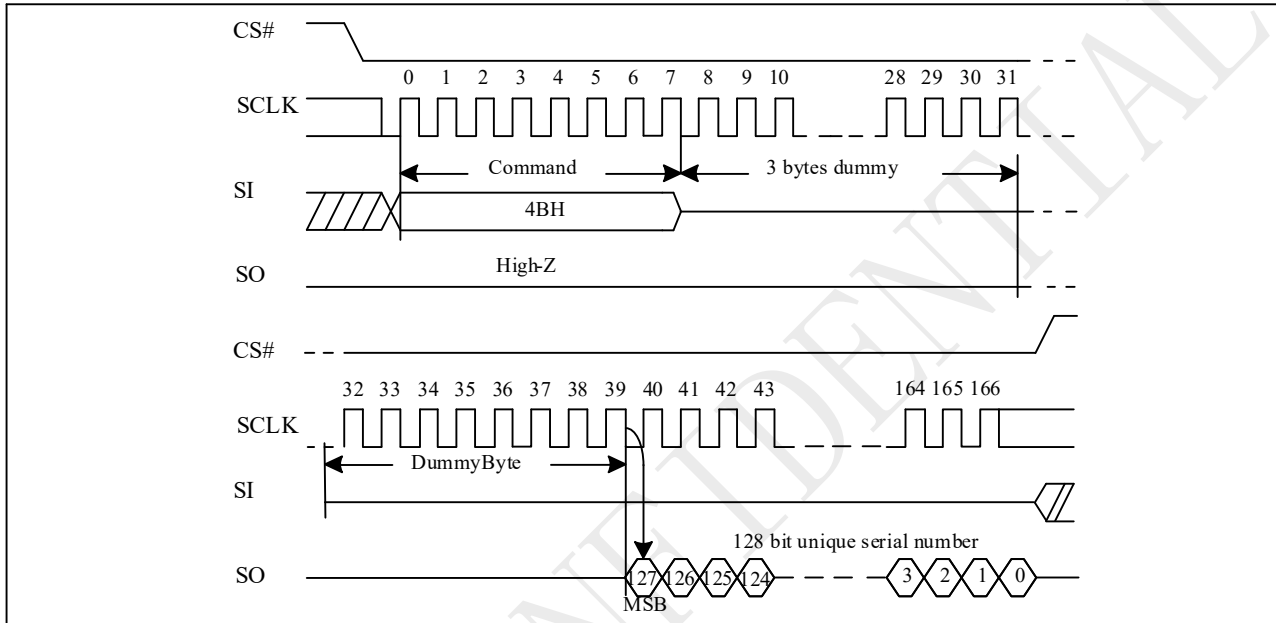 CS#
0 1 2 3 4 5 6 7 8 9 10 28 29 30 31
SCLK
Command 3 bytes dummy
SI
4BH
High-Z
SO
CS#
32 33 34 35 36 37 38 39 40 41 42 43 164 165 166
SCLK
DummyByte
SI
128 bit unique serial number
SO
127 126 125 124 3 2 1 0
MSB
NFIDENTIAL